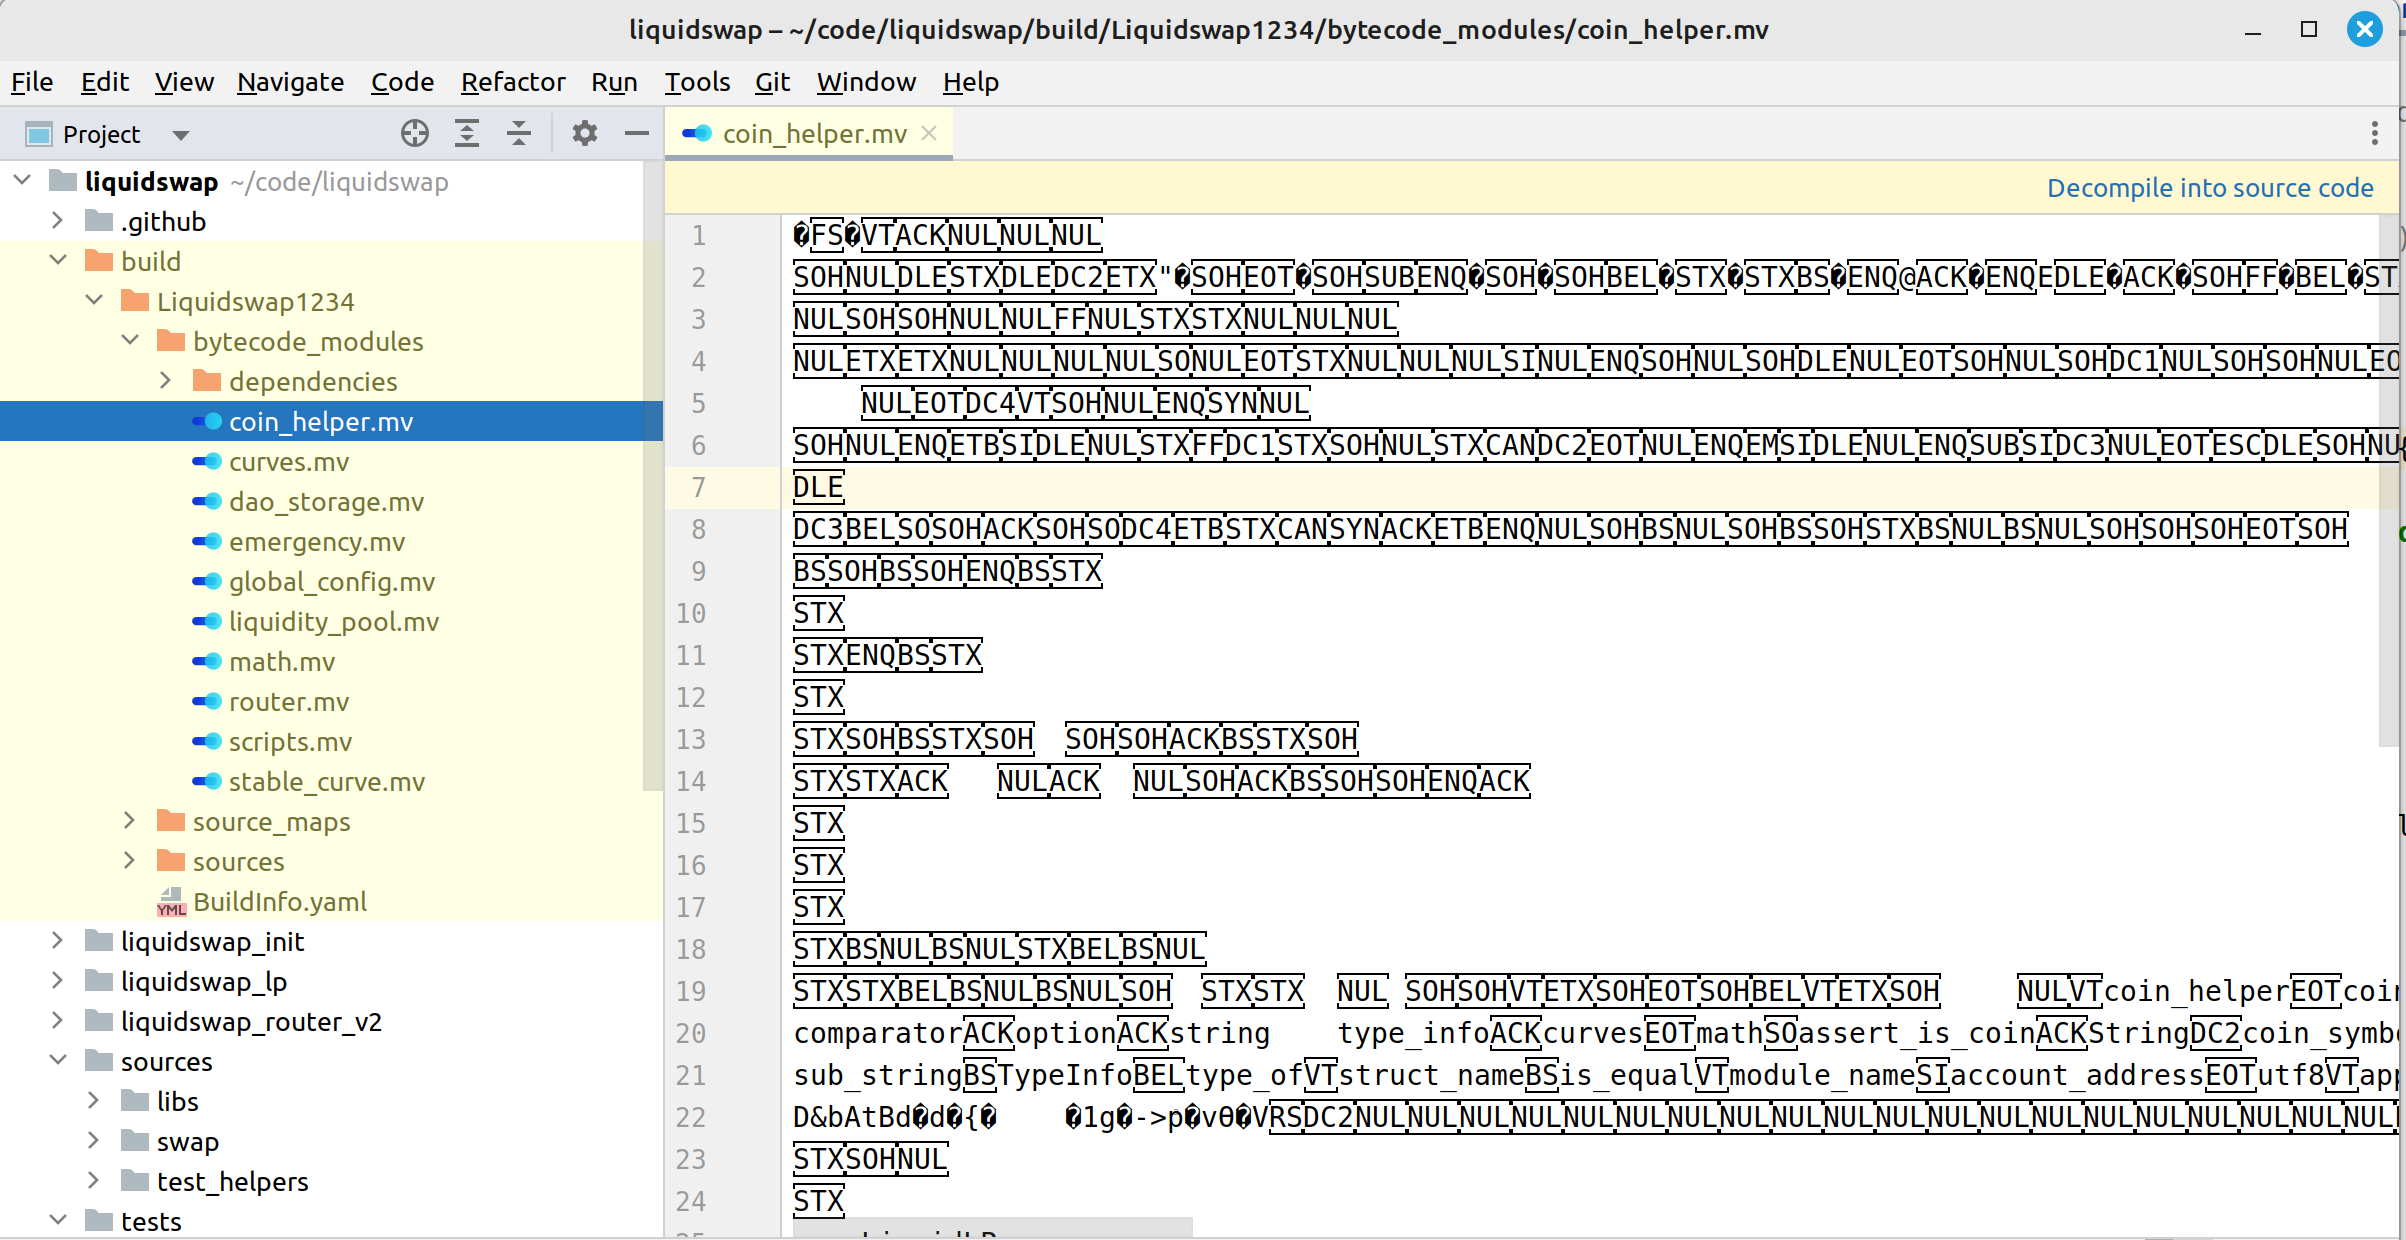 liquidswap – ~/code/liquidswap/build/Liquidswap1234/bytecode_modules/coin_helper.mv
File Edit View Navigate Code Refactor Run Tools Git Window Help
Project
coin_helper.mv
Decompile into source code
liquidswap ~/code/liquidswap
.github
build
Liquidswap1234
bytecode_modules
dependencies
coin_helper.mv
curves.mv
dao_storage.mv
emergency.mv
global_config.mv
liquidity_pool.mv
math.mv
router.mv
scripts.mv
stable_curve.mv
source_maps
sources
YML BuildInfo.yaml
liquidswap_init
liquidswap_lp
liquidswap_router_v2
sources
libs
swap
test_helpers
tests
1 �FS�VTACKNULNULNUL
2 SOHNULDLESTXDLEDC2ETX"�SOHEOT�SOHSUBENQ�SOH�SOHBEL�STX�STXBS�ENQ@ACK�ENQEDLE�ACK�SOHFF�BEL�ST
3 NULSOHSOHNULNULFFNULSTXSTXNULNULNUL
4 NULETXETXNULNULNULNULSONULEOTSTXNULNULNULSINULENQSOHNULSOHDLENULEOTSOHNULSOHDC1NULSOHSOHNULEO
5 NULEOTDC4VTSOHNULENQSYNNUL
6 SOHNULENQETBSIDLENULSTXFFDC1STXSOHNULSTXCANDC2EOTNULENQEMSIDLENULENQSUBSIDC3NULEOTESCDLESOHNU
7 DLE
8 DC3BELSOSOHACKSOHSODC4ETBSTXCANSYNACKETBENQNULSOHBSNULSOHBSSOHSTXBSNULBSNULSOHSOHSOHEOTSOH
9 BSSOHBSSOHENQBSSTX
10 STX
11 STXENQBSSTX
12 STX
13 STXSOHBSSTXSOH SOHSOHACKBSSTXSOH
14 STXSTXACK NULACK NULSOHACKBSSOHSOHENQACK
15 STX
16 STX
17 STX
18 STXBSNULBSNULSTXBELBSNUL
19 STXSTXBELBSNULBSNULSOH STXSTX NUL SOHSOHVTETXSOHEOTSOHBELVTETXSOH NULVTcoin_helperEOTcoin
20 comparatorACKoptionACKstring type_infoACKcurvesEOTmathSOassert_is_coinACKStringDC2coin_symb
21 sub_stringBSTypeInfoBELtype_ofVTstruct_nameBSis_equalVTmodule_nameSIaccount_addressEOTutf8VTapp
22 D&bAtBd�d�{� �1g�->p�vθ�VRSDC2NULNULNULNULNULNULNULNULNULNULNULNULNULNULNULNULNULNULNULNUL
23 STXSOHNUL
24 STX